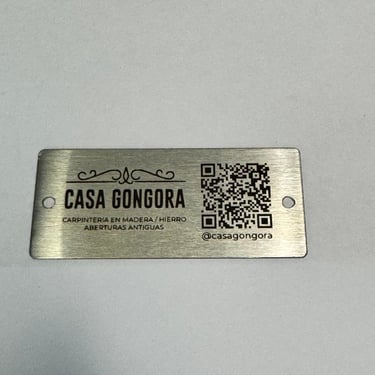 CASA GONGORA
CARPINTERIA EN MADERA / HIERRO
ABERTURAS ANTIGUAS
@casagongora